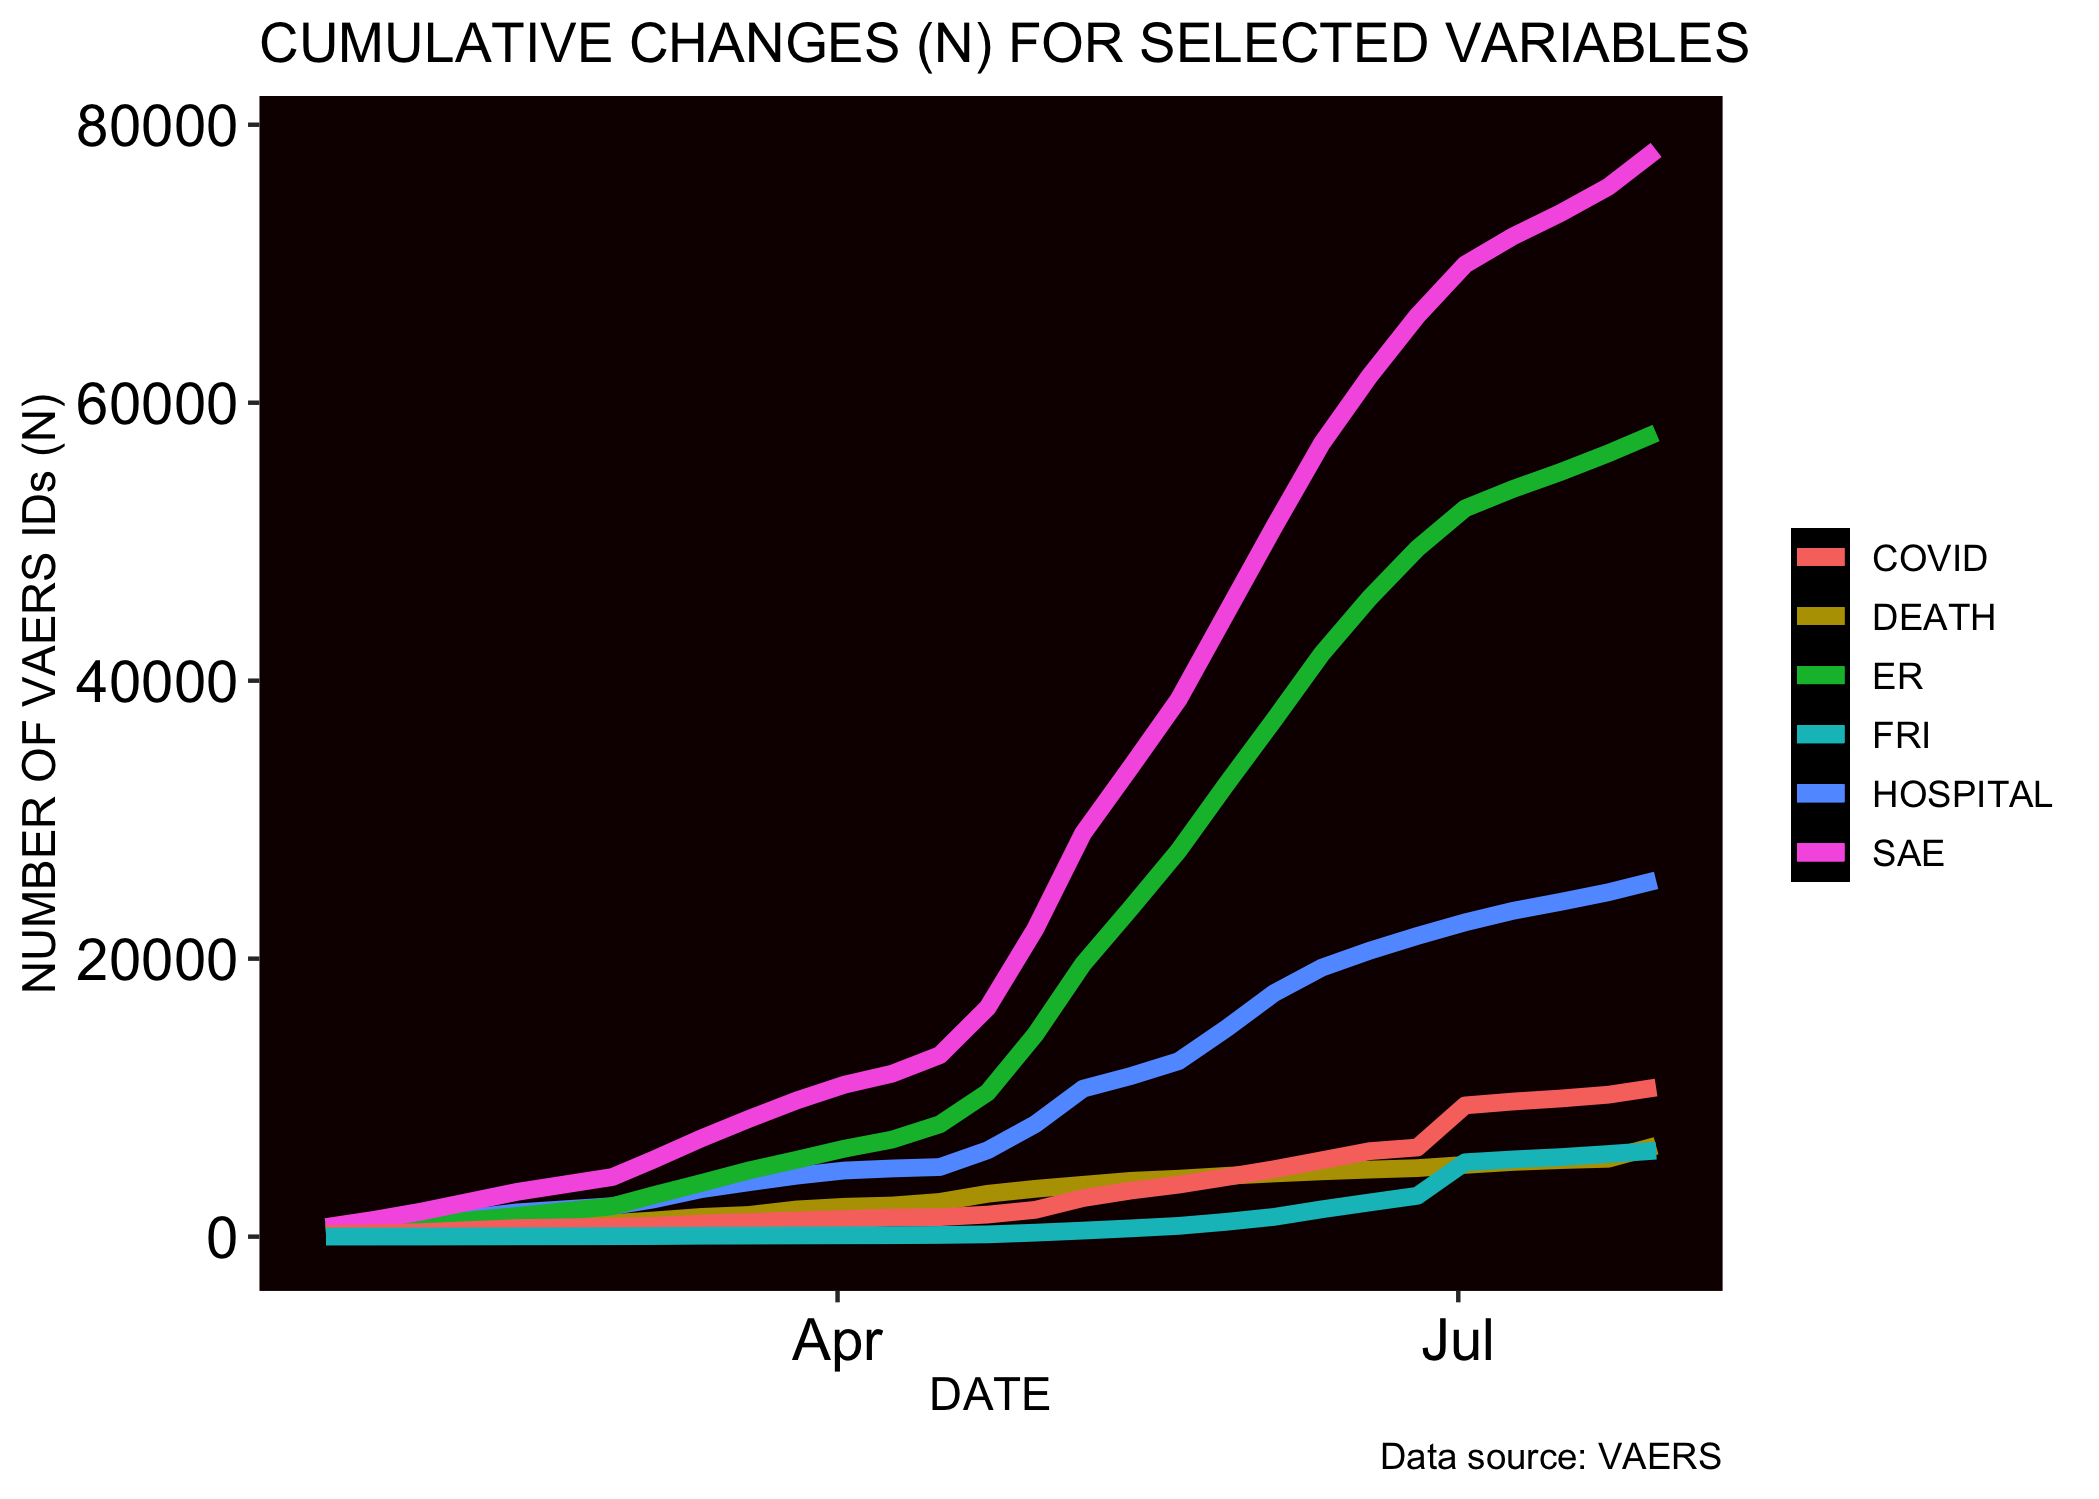 CUMULATIVE CHANGES (N) FOR SELECTED VARIABLES
NUMBER OF VAERS IDs (N)
80000
60000
40000
20000
0
Apr
Jul
DATE
COVID
DEATH
ER
FRI
HOSPITAL
SAE
Data source: VAERS